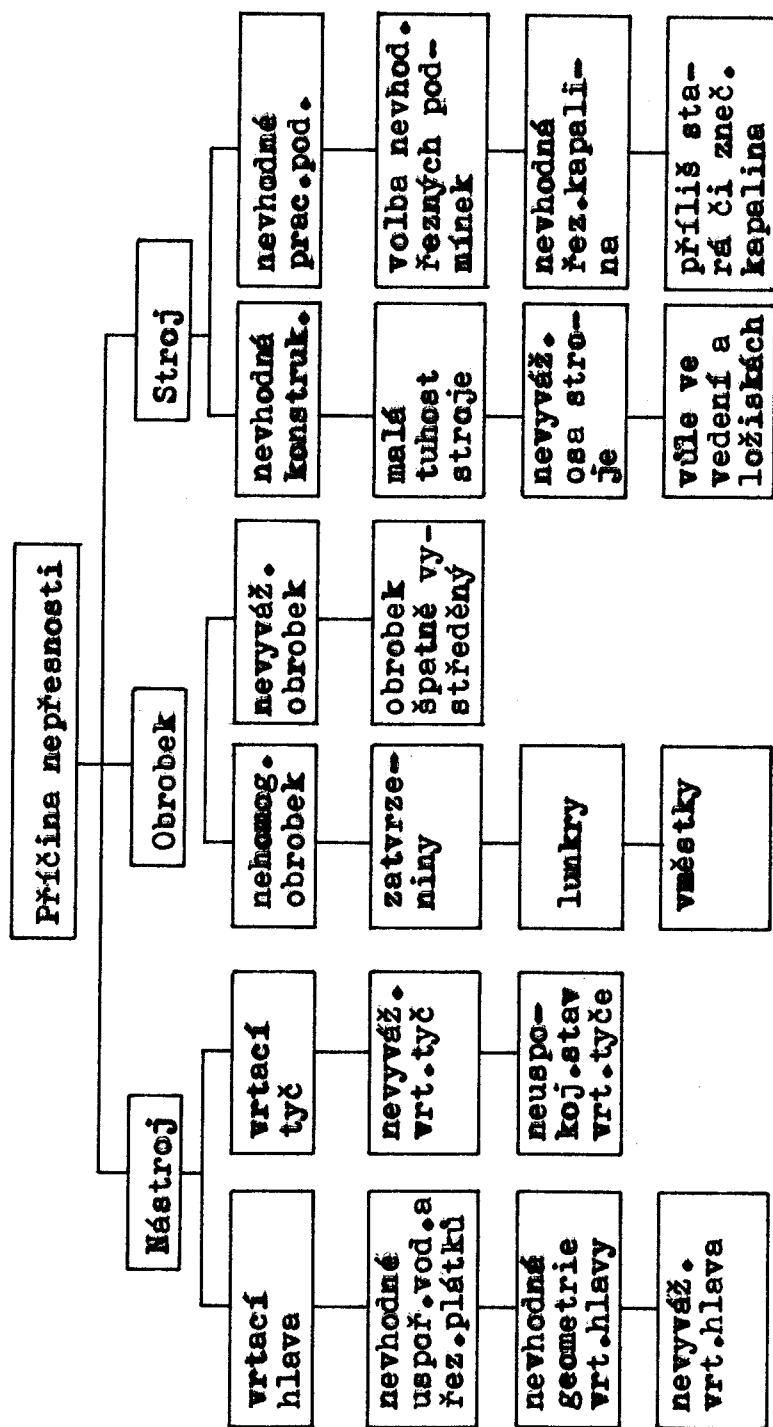 Příčina nepřesnosti
Nástroj
Obrobek
Stroj
vrtací
hlava
vrtací
tyč
nehomog.
obrobek
nevyváž.
obrobek
nevhodná
konstruk.
nevhodné
prac.pod.
nevhodné
uspoř.vod.a
řez.plátků
nevyváž.
vrt.tyč
zatvrze-
niny
obrobek
špatně vy-
středěný
malá
tuhost
stroje
volba nevhod.
řezných pod-
mínek
nevhodná
geometrie
vrt.hlavy
neuspo-
koj.stav
vrt.tyče
lunkry
nevyváž.
osa stro-
je
nevhodná
řez.kapali-
na
nevyváž.
vrt.hlava
vměstky
vůle ve
vedení a
ložiskách
příliš sta-
rá či zneč.
kapalina